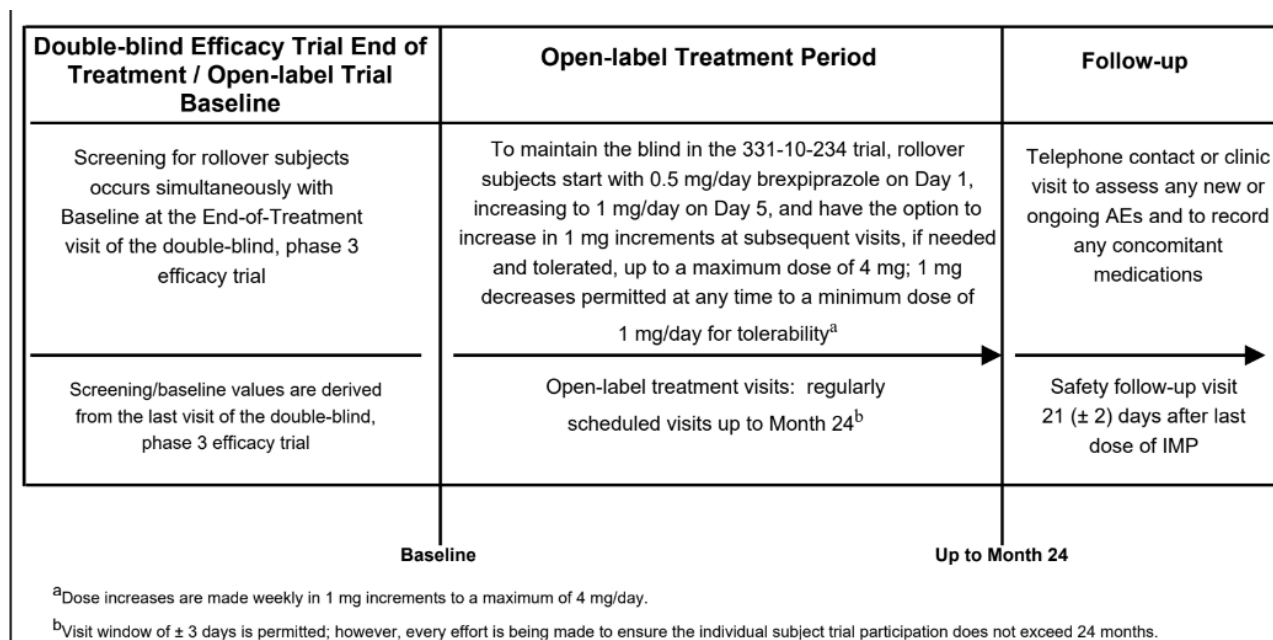 Double-blind Efficacy Trial End of
Treatment / Open-label Trial
Baseline
Open-label Treatment Period
Follow-up
Screening for rollover subjects
occurs simultaneously with
Baseline at the End-of-Treatment
visit of the double-blind, phase 3
efficacy trial
To maintain the blind in the 331-10-234 trial, rollover
subjects start with 0.5 mg/day brexpiprazole on Day 1,
increasing to 1 mg/day on Day 5, and have the option to
increase in 1 mg increments at subsequent visits, if needed
and tolerated, up to a maximum dose of 4 mg; 1 mg
decreases permitted at any time to a minimum dose of
1 mg/day for tolerability^a
Telephone contact or clinic
visit to assess any new or
ongoing AEs and to record
any concomitant
medications
Screening/baseline values are derived
from the last visit of the double-blind,
phase 3 efficacy trial
Open-label treatment visits: regularly
scheduled visits up to Month 24^b
Safety follow-up visit
21 (± 2) days after last
dose of IMP
Baseline
Up to Month 24
^aDose increases are made weekly in 1 mg increments to a maximum of 4 mg/day.
^bVisit window of ± 3 days is permitted; however, every effort is being made to ensure the individual subject trial participation does not exceed 24 months.